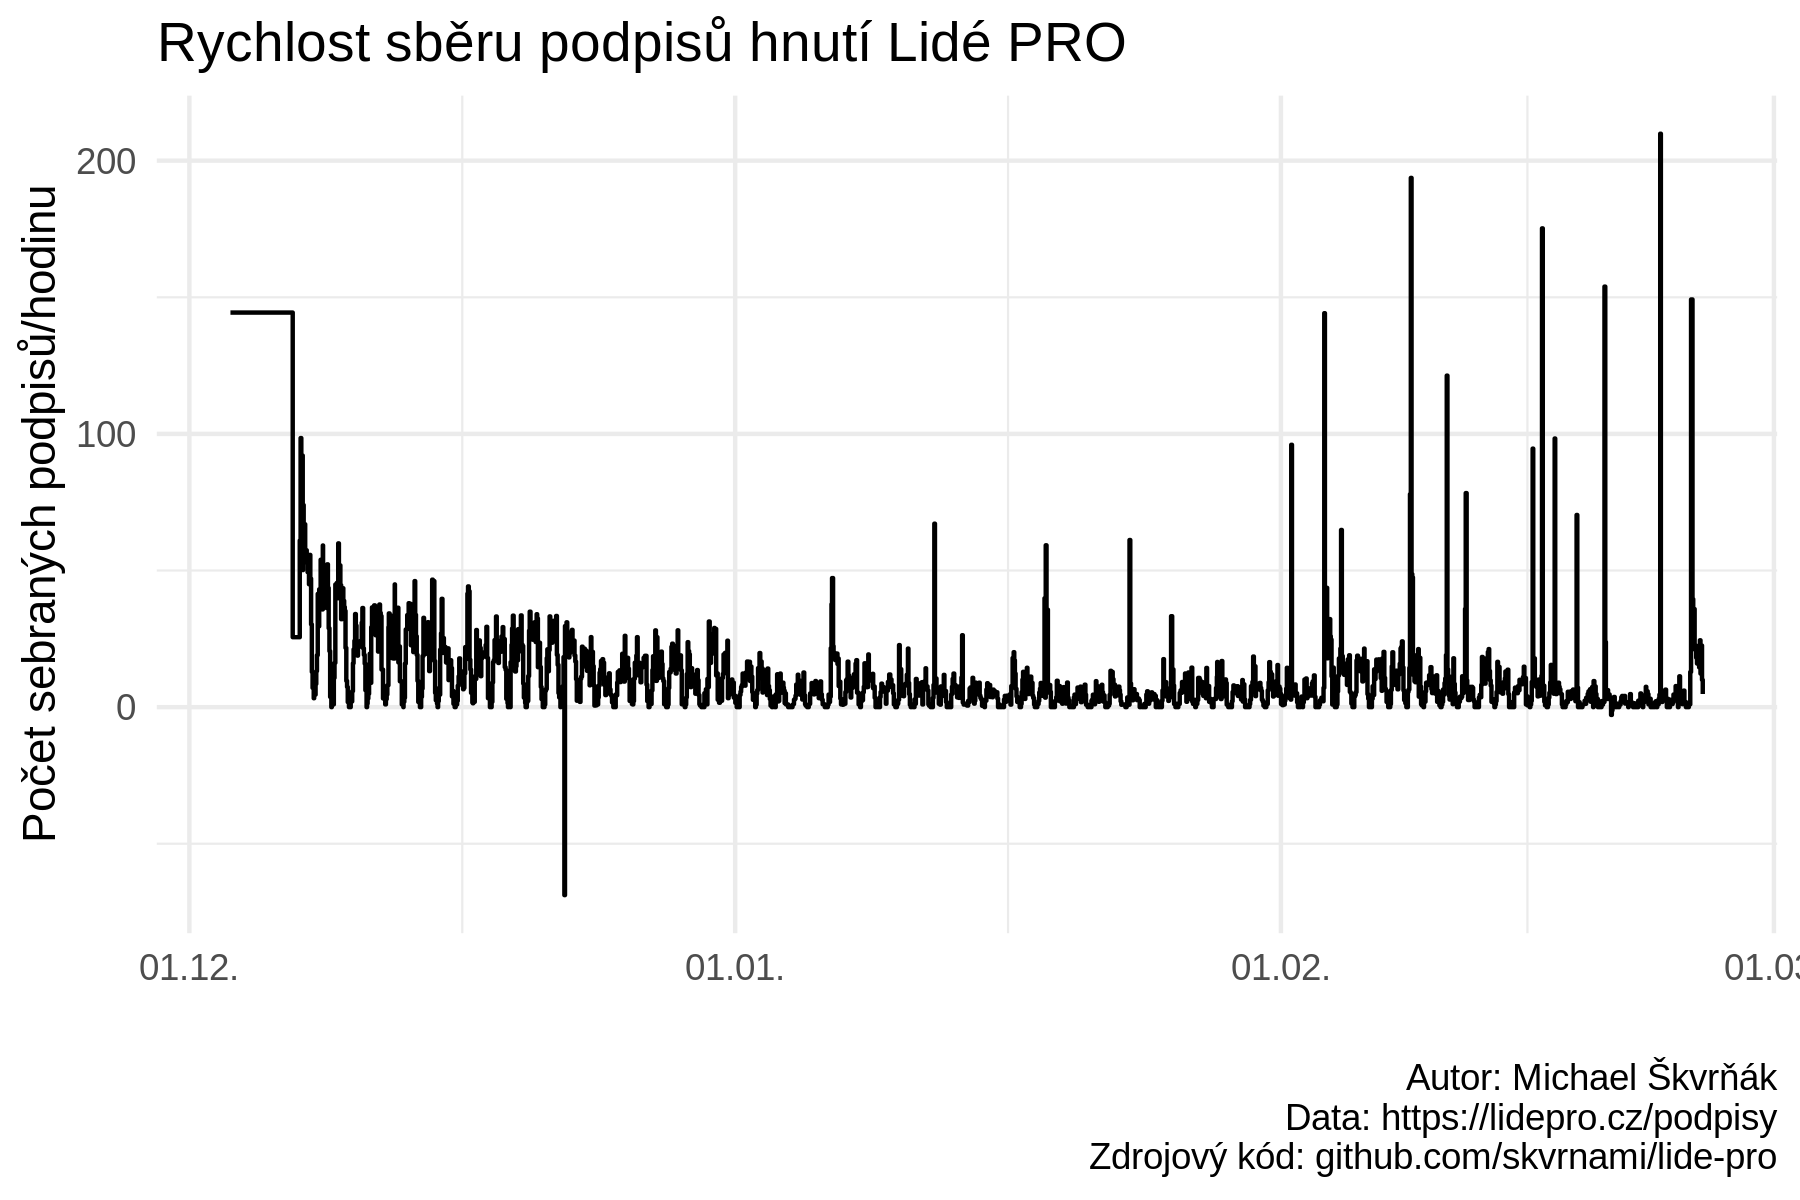 Rychlost sběru podpisů hnutí Lidé PRO
Počet sebraných podpisů/hodinu
200
100
0
01.12.
01.01.
01.02.
01.03
Autor: Michael Škvrňák
Data: https://lidepro.cz/podpisy
Zdrojový kód: github.com/skvrnami/lide-pro